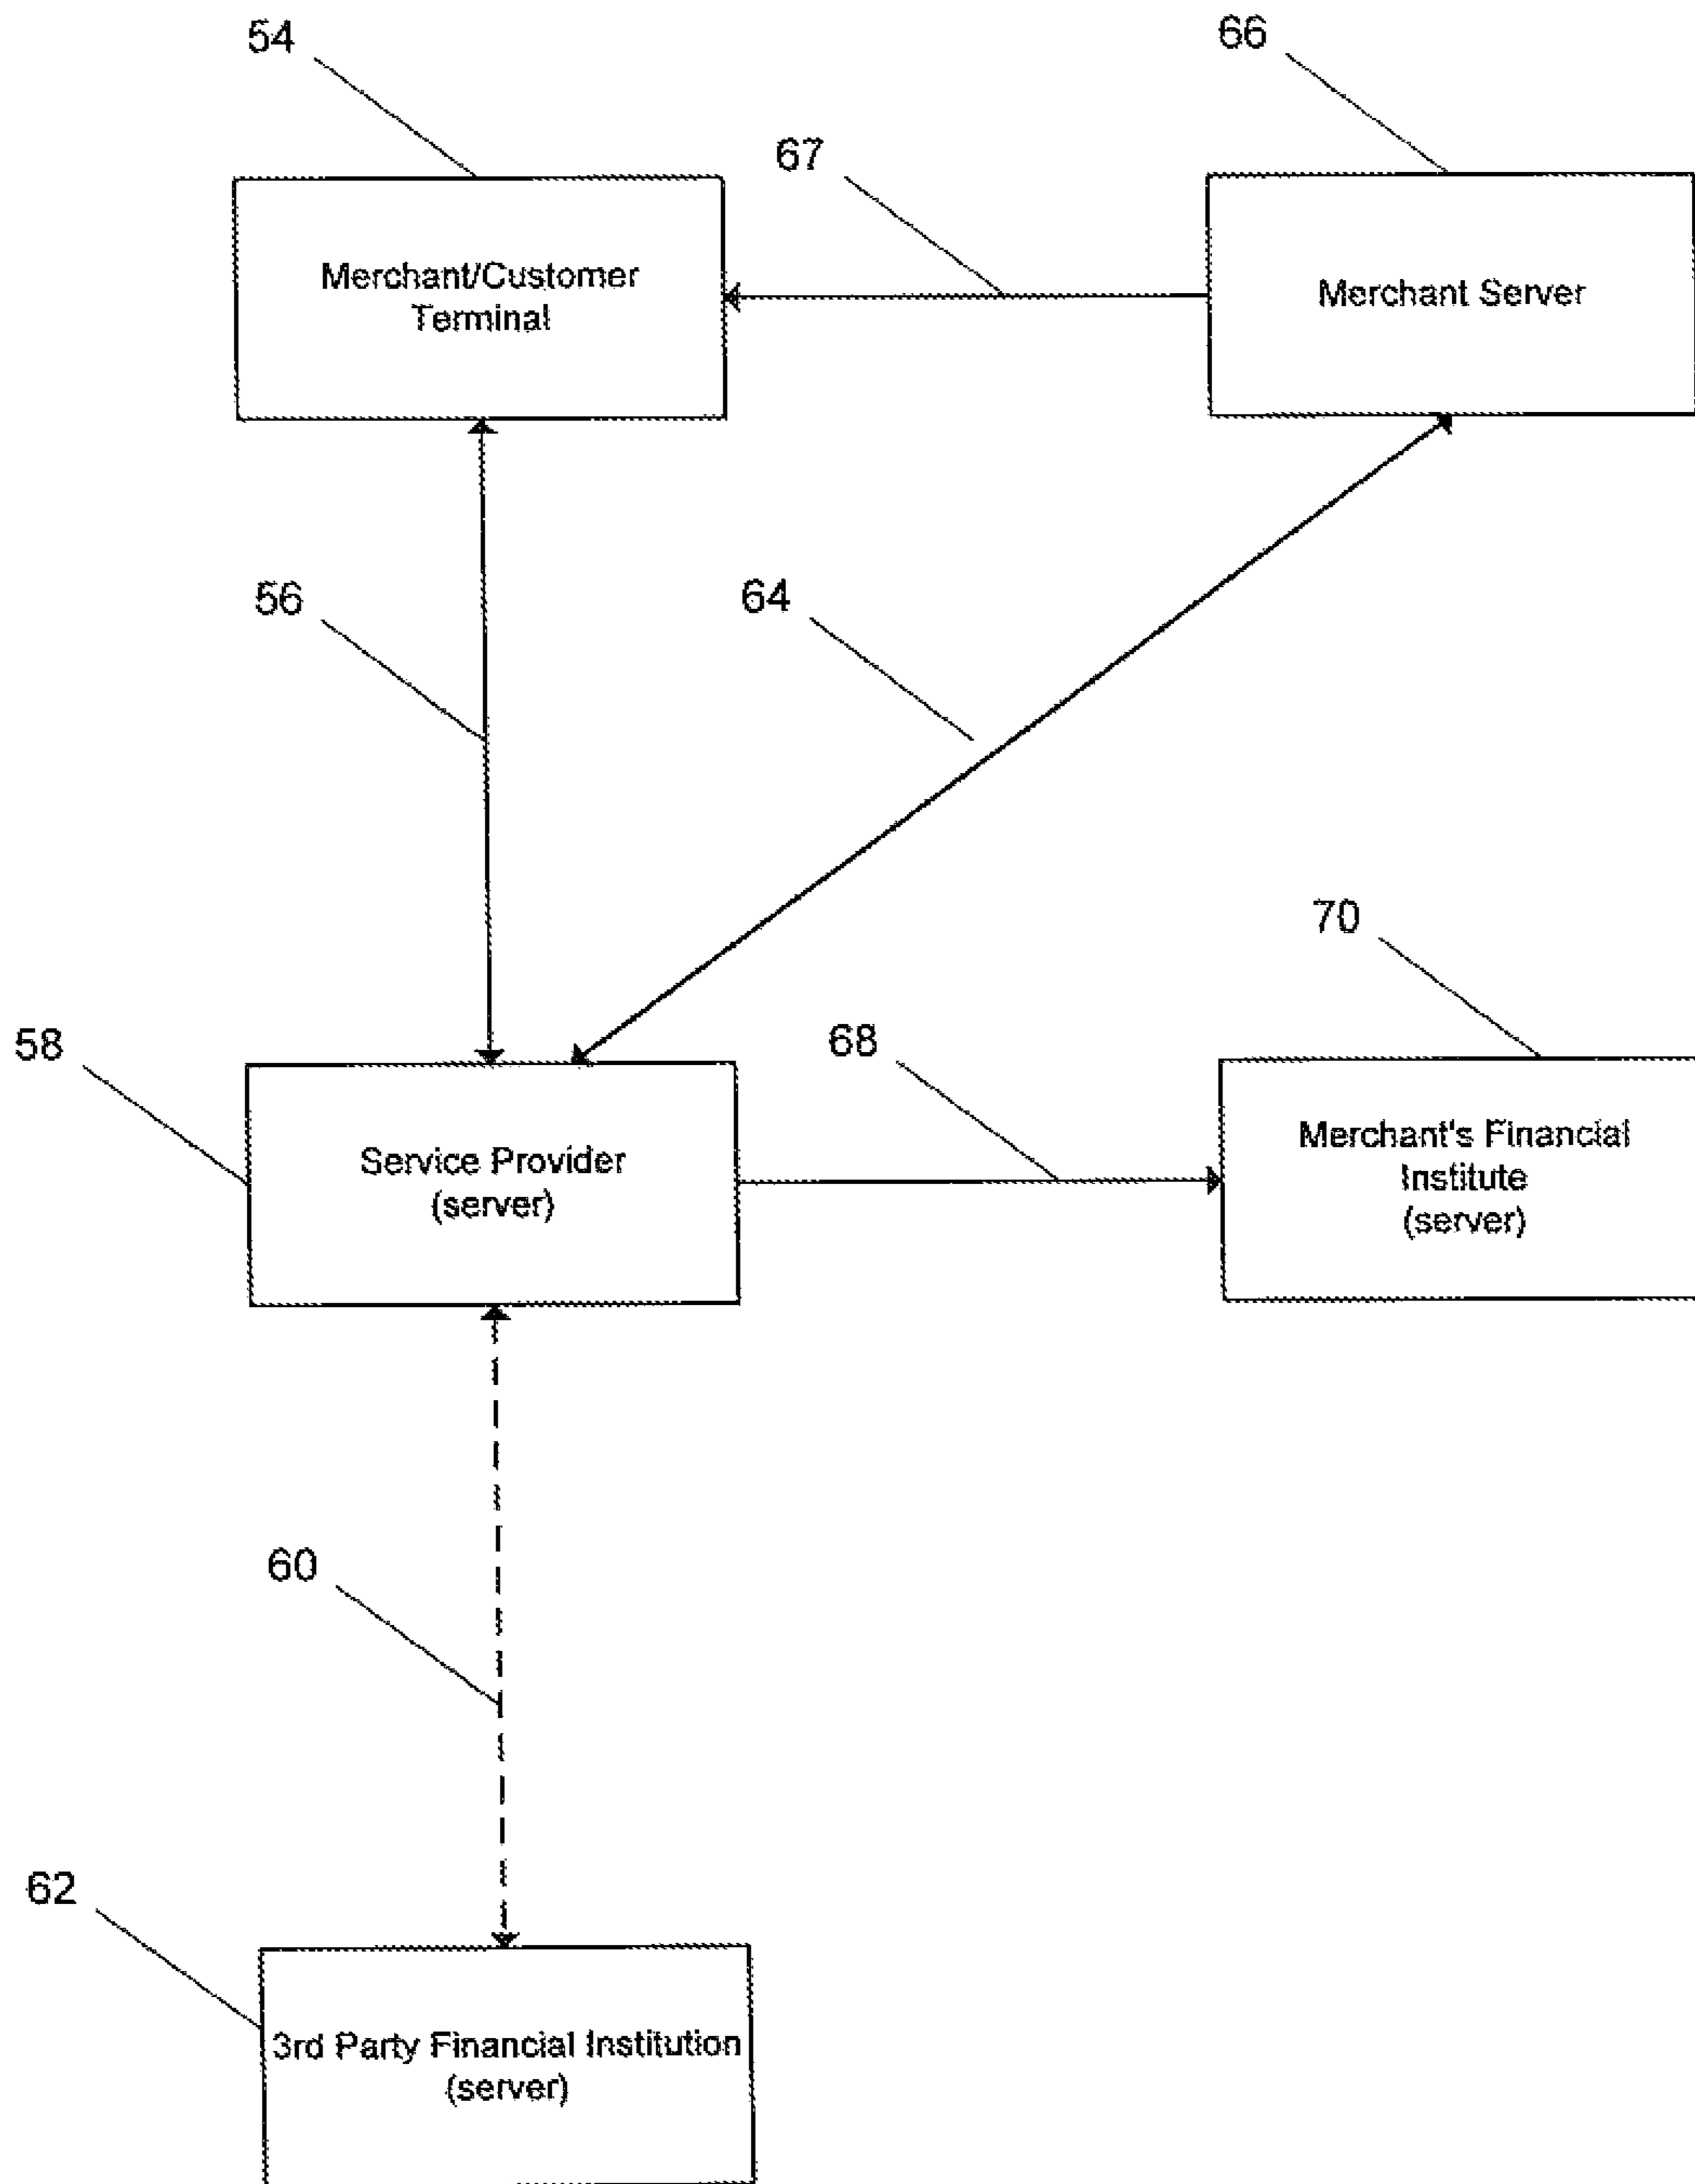 54
66
67
Merchant/Customer
Terminal
Merchant Server
56
64
70
58
68
Service Provider
(server)
Merchant's Financial
Institute
(server)
60
62
3rd Party Financial Institution
(server)